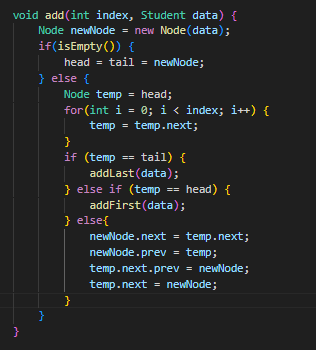 void add(int index, Student data) {
    Node newNode = new Node(data);
    if(isEmpty()) {
        head = tail = newNode;
    } else {
        Node temp = head;
        for(int i = 0; i < index; i++) {
            temp = temp.next;
        }
        if (temp == tail) {
            addLast(data);
        } else if (temp == head) {
            addFirst(data);
        } else{
            newNode.next = temp.next;
            newNode.prev = temp;
            temp.next.prev = newNode;
            temp.next = newNode;
        }
    }
}